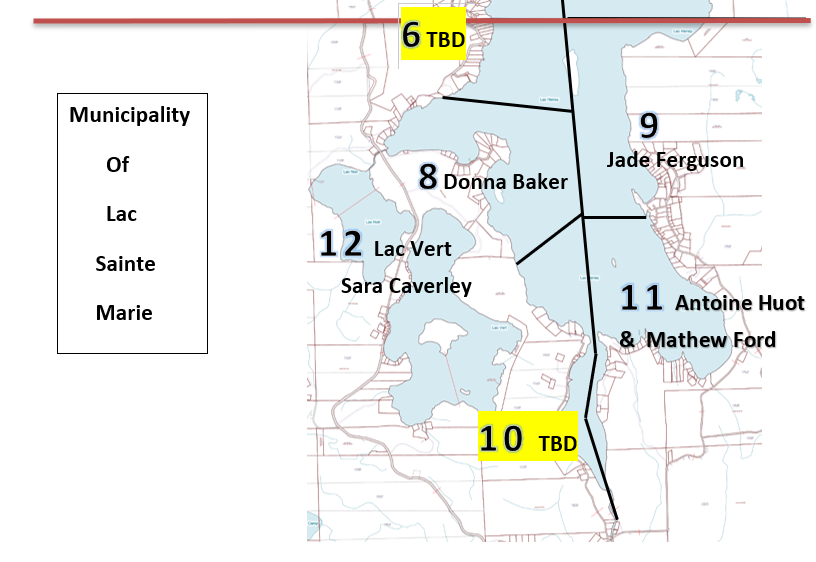 6 TBD
Municipality
Of
Lac
Sainte
Marie
9
Jade Ferguson
8 Donna Baker
12 Lac Vert
Sara Caverley
11 Antoine Huot
& Mathew Ford
10 TBD